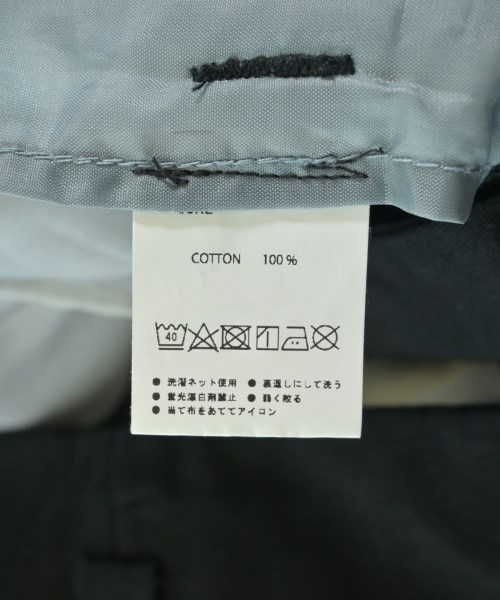 COTTON 100%
40
● 洗濯ネット使用 ● 裏返しにして洗う
● 蛍光漂白剤禁止 ● 弱く絞る
● 当て布をあててアイロン